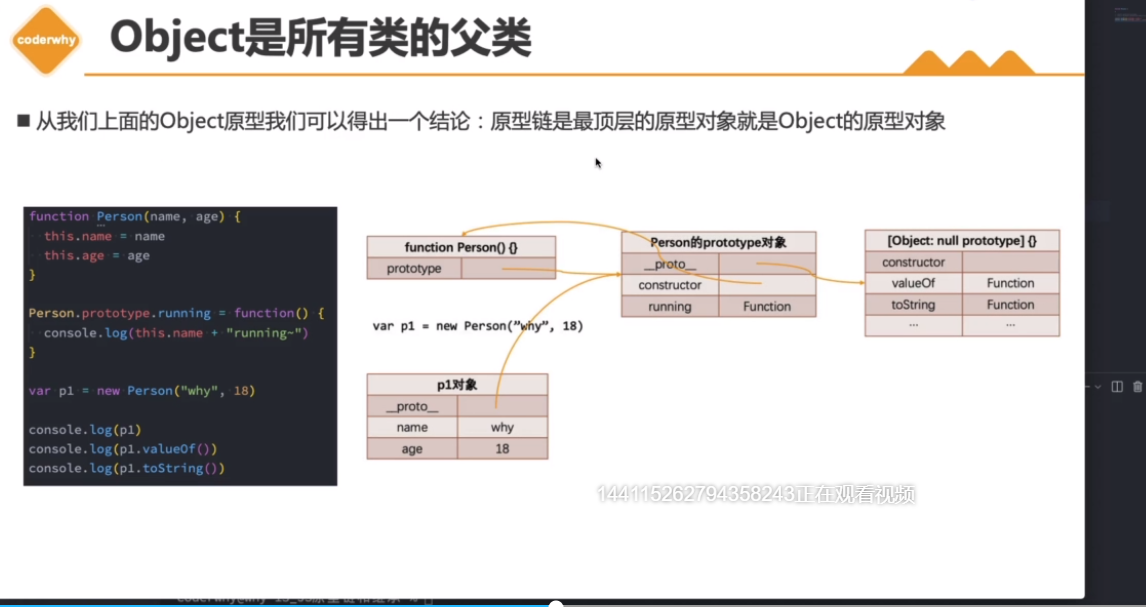 coderwhy
Object是所有类的父类
■ 从我们上面的Object原型我们可以得出一个结论：原型链是最顶层的原型对象就是Object的原型对象
function Person(name, age) {
this.name = name
this.age = age
}
Person.prototype.running = function() {
console.log(this.name + "running~")
}
var p1 = new Person("why", 18)
console.log(p1)
console.log(p1.valueOf())
console.log(p1.toString())
function Person() {}
prototype
var p1 = new Person(”why”, 18)
p1对象
__proto__
name why
age 18
Person的prototype对象
__proto__
constructor
running Function
[Object: null prototype] {}
constructor
valueOf Function
toString Function
... ...
144115262794358243正在观看视频